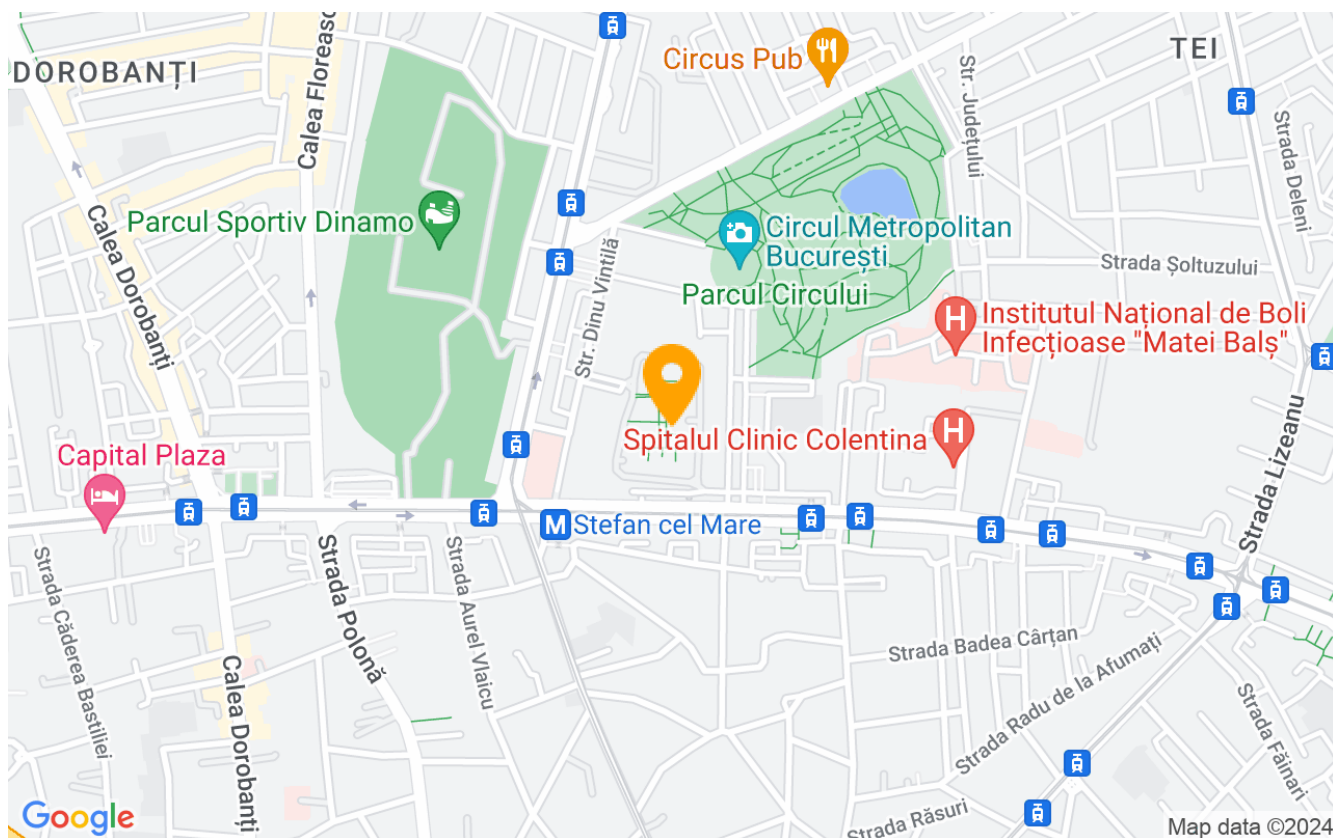 DOROBANȚI
Calea Floreasc
Circus Pub
TEI
Str. Județului
Strada Deleni
Calea Dorobanți
Parcul Sportiv Dinamo
Str. Dinu Vintilă
Circul Metropolitan
București
Parcul Circului
Strada Șoltuzului
Institutul Național de Boli
Infecțioase "Matei Balș"
Capital Plaza
Spitalul Clinic Colentina
M Stefan cel Mare
Strada Lizeanu
Strada Căderea Bastiliei
Calea Dorobanți
Strada Polonă
Strada Aurel Vlaicu
Strada Badea Cârțan
Strada Radu de la Afumați
Strada Făinari
Strada Răsuri
Google
Map data ©2024
H
H